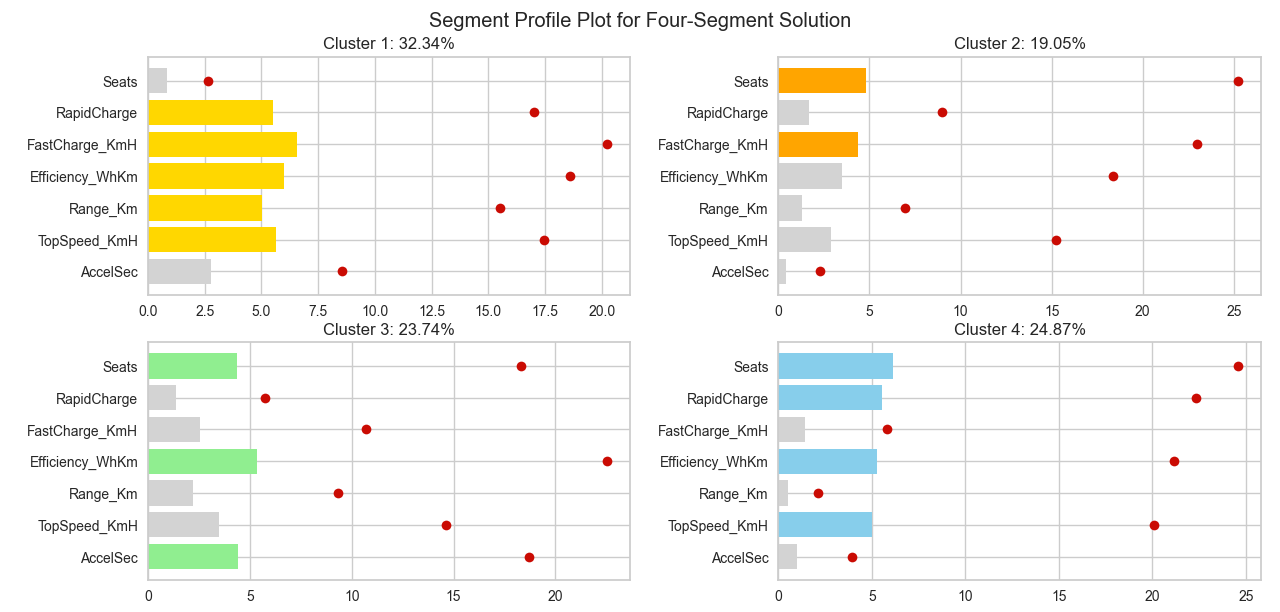 Segment Profile Plot for Four-Segment Solution
Cluster 1: 32.34%
Seats
RapidCharge
FastCharge_KmH
Efficiency_WhKm
Range_Km
TopSpeed_KmH
AccelSec
0.0 2.5 5.0 7.5 10.0 12.5 15.0 17.5 20.0
Cluster 2: 19.05%
Seats
RapidCharge
FastCharge_KmH
Efficiency_WhKm
Range_Km
TopSpeed_KmH
AccelSec
0 5 10 15 20 25
Cluster 3: 23.74%
Seats
RapidCharge
FastCharge_KmH
Efficiency_WhKm
Range_Km
TopSpeed_KmH
AccelSec
0 5 10 15 20
Cluster 4: 24.87%
Seats
RapidCharge
FastCharge_KmH
Efficiency_WhKm
Range_Km
TopSpeed_KmH
AccelSec
0 5 10 15 20 25